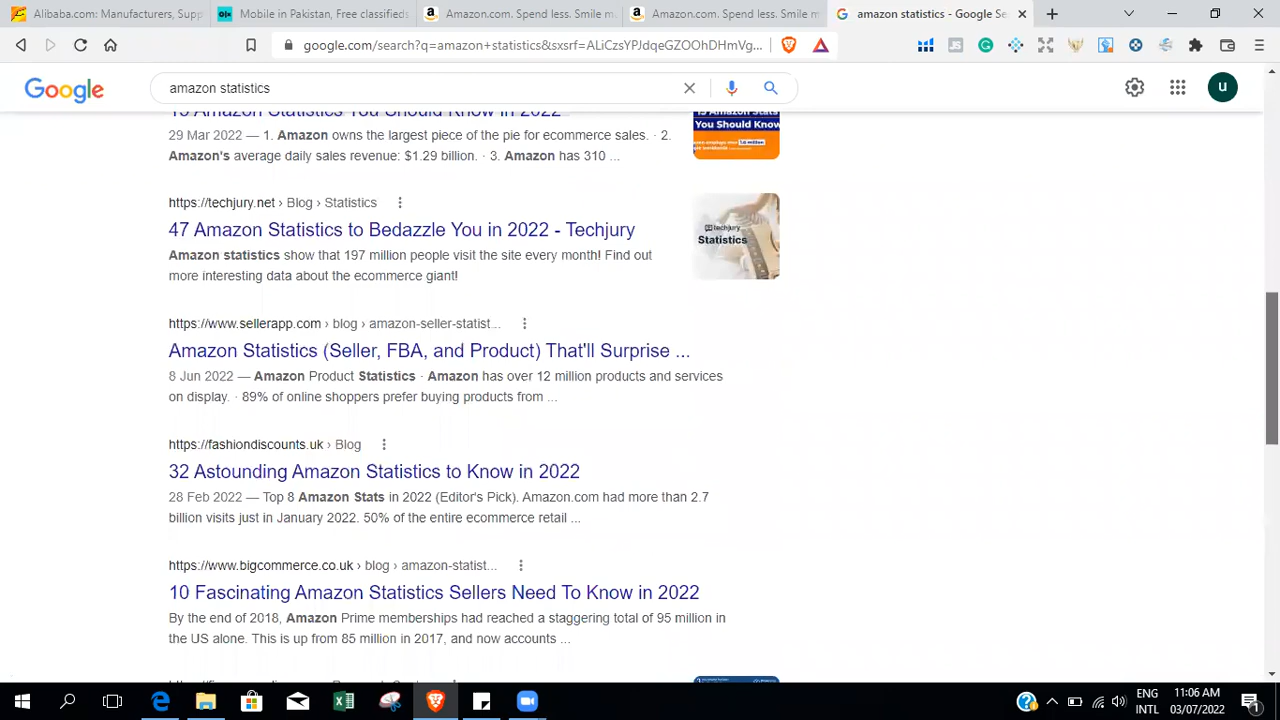 Alibaba.com: Manufacturers, Supp
Mobile in Pakistan, Free classifieds
Amazon.com. Spend less. Smile m
Amazon.com. Spend less. Smile m
amazon statistics - Google Se
google.com/search?q=amazon+statistics&sxsrf=ALiCzsYPJdqeGZOOhDHmVg...
Google
amazon statistics
u
15 Amazon Statistics You Should Know in 2022
29 Mar 2022 — 1. Amazon owns the largest piece of the pie for ecommerce sales. · 2.
Amazon's average daily sales revenue: $1.29 billion. · 3. Amazon has 310 ...
15 Amazon Stats
You Should Know
https://techjury.net › Blog › Statistics
47 Amazon Statistics to Bedazzle You in 2022 - Techjury
Amazon statistics show that 197 million people visit the site every month! Find out
more interesting data about the ecommerce giant!
techjury
Statistics
https://www.sellerapp.com › blog › amazon-seller-statist...
Amazon Statistics (Seller, FBA, and Product) That'll Surprise ...
8 Jun 2022 — Amazon Product Statistics · Amazon has over 12 million products and services
on display. · 89% of online shoppers prefer buying products from ...
https://fashiondiscounts.uk › Blog
32 Astounding Amazon Statistics to Know in 2022
28 Feb 2022 — Top 8 Amazon Stats in 2022 (Editor's Pick). Amazon.com had more than 2.7
billion visits just in January 2022. 50% of the entire ecommerce retail ...
https://www.bigcommerce.co.uk › blog › amazon-statist...
10 Fascinating Amazon Statistics Sellers Need To Know in 2022
By the end of 2018, Amazon Prime memberships had reached a staggering total of 95 million in
the US alone. This is up from 85 million in 2017, and now accounts ...
ENG
INTL
11:06 AM
03/07/2022